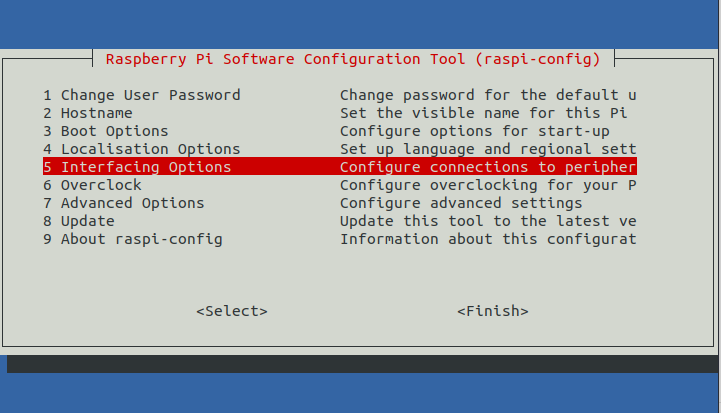 Raspberry Pi Software Configuration Tool (raspi-config)
1 Change User Password Change password for the default u
2 Hostname Set the visible name for this Pi
3 Boot Options Configure options for start-up
4 Localisation Options Set up language and regional sett
5 Interfacing Options Configure connections to peripher
6 Overclock Configure overclocking for your P
7 Advanced Options Configure advanced settings
8 Update Update this tool to the latest ve
9 About raspi-config Information about this configurat
<Select> <Finish>